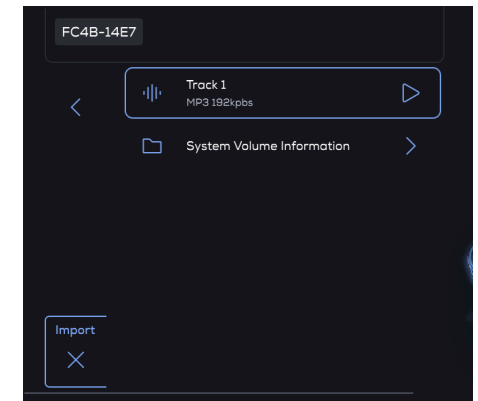 FC4B-14E7
Track 1
MP3 192kpbs
System Volume Information
Import